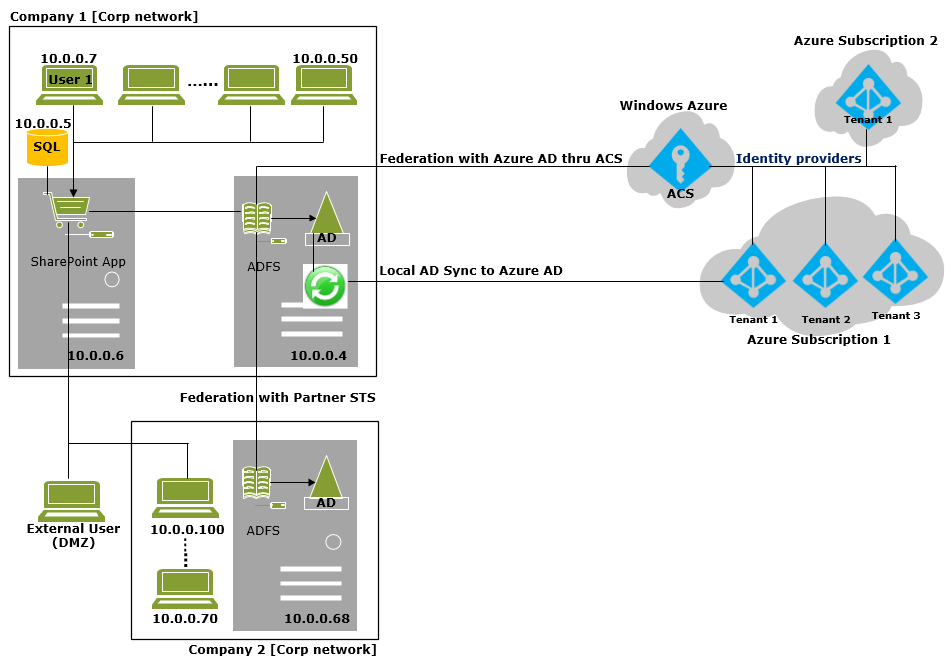 Company 1 [Corp network]
10.0.0.7
User 1
......
10.0.0.50
10.0.0.5
SQL
SharePoint App
10.0.0.6
ADFS
AD
10.0.0.4
Federation with Azure AD thru ACS
Local AD Sync to Azure AD
Windows Azure
ACS
Identity providers
Azure Subscription 2
Tenant 1
Tenant 1
Tenant 2
Tenant 3
Azure Subscription 1
Federation with Partner STS
External User
(DMZ)
10.0.0.100
10.0.0.70
ADFS
AD
10.0.0.68
Company 2 [Corp network]